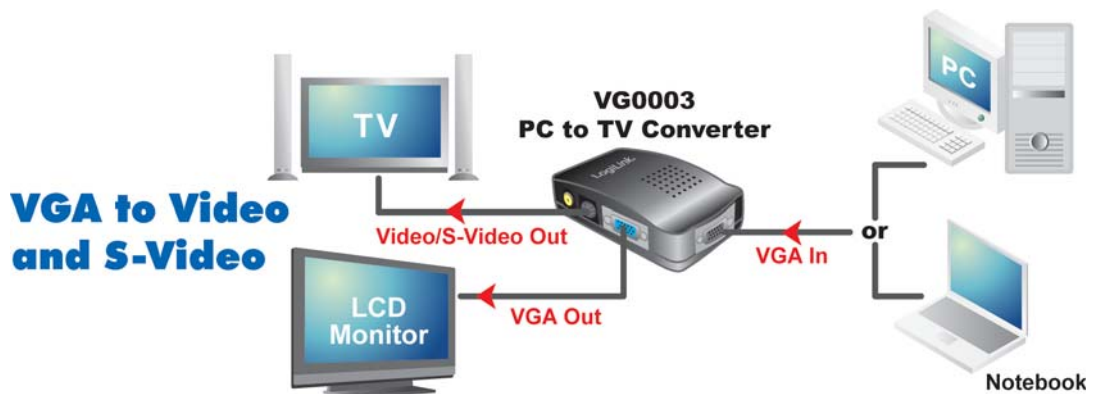 VGA to Video
and S-Video
TV
LCD
Monitor
Video/S-Video Out
VGA Out
VG0003
PC to TV Converter
LogiLink
VGA In
or
PC
Notebook